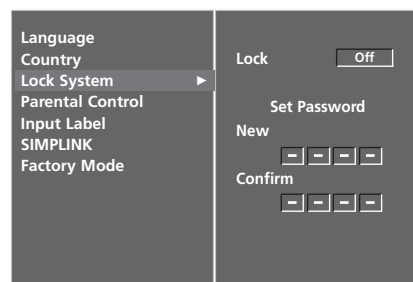 Language
Country
Lock System ►
Parental Control
Input Label
SIMPLINK
Factory Mode
Lock Off
Set Password
New
– – – –
Confirm
– – – –